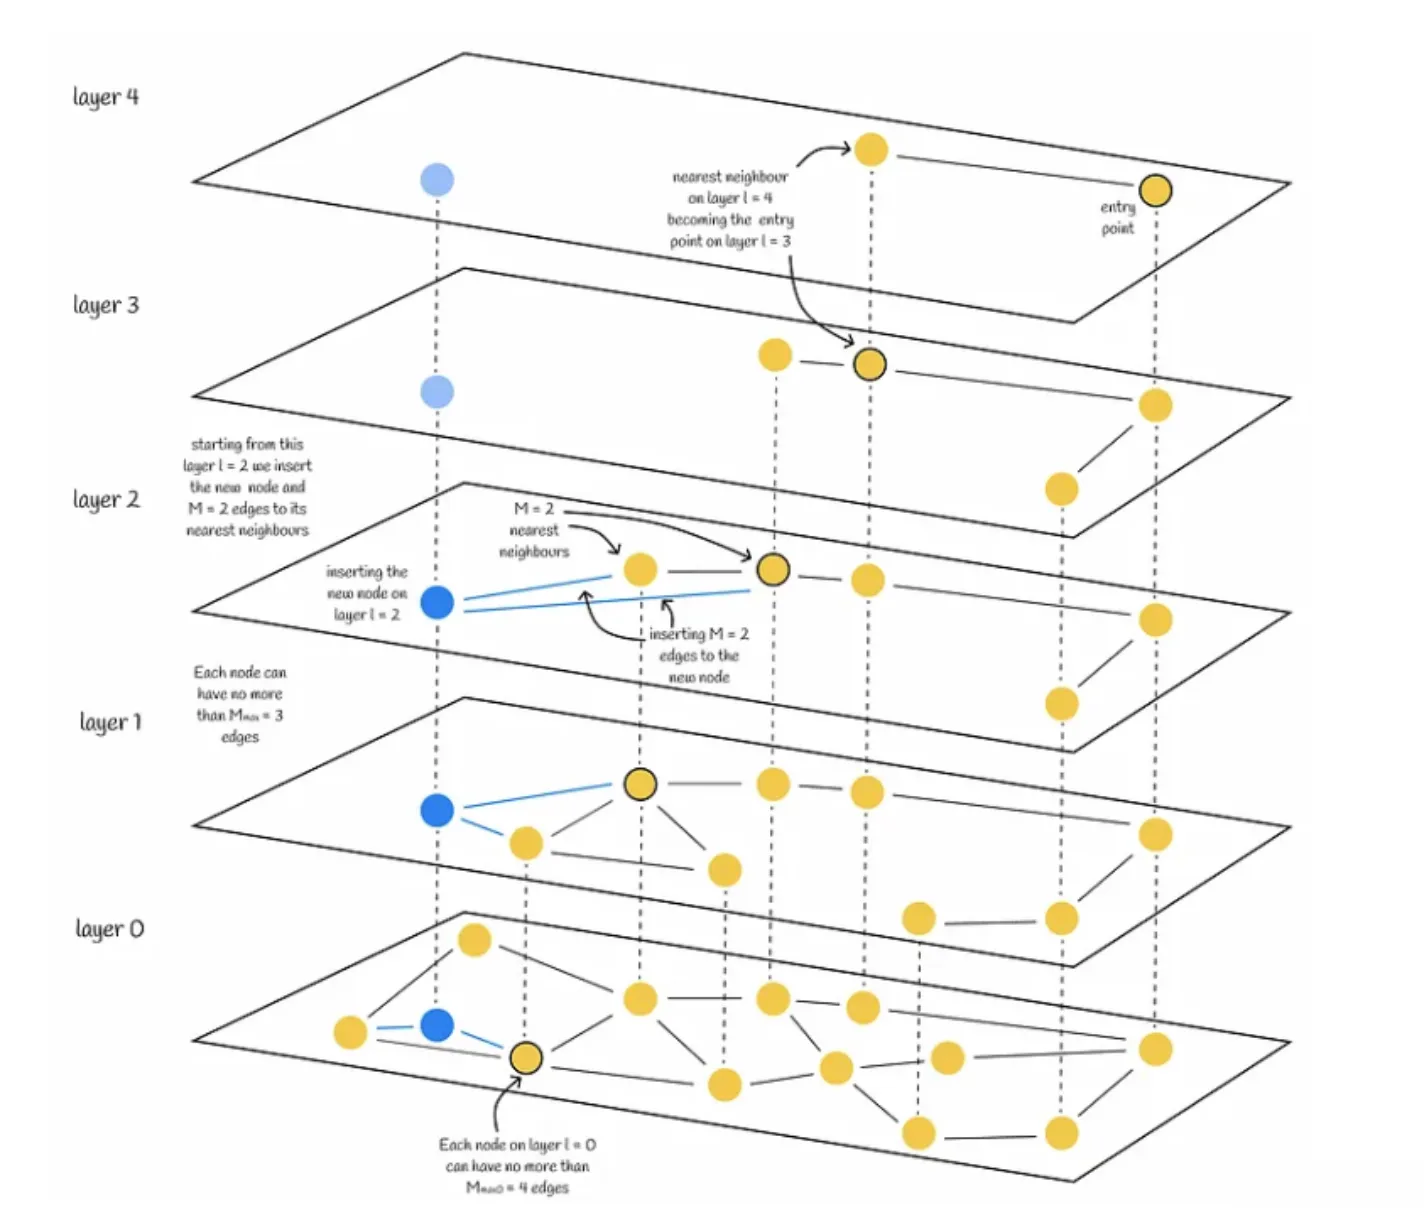 layer 4
nearest neighbour
on layer l = 4
becoming the entry
point on layer l = 3
entry
point
layer 3
starting from this
layer l = 2 we insert
the new node and
M = 2 edges to its
nearest neighbours
layer 2
M = 2
nearest
neighbours
inserting the
new node on
layer l = 2
inserting M = 2
edges to the
new node
Each node can
have no more
than Mmax = 3
edges
layer 1
layer 0
Each node on layer l = 0
can have no more than
Mmax0 = 4 edges